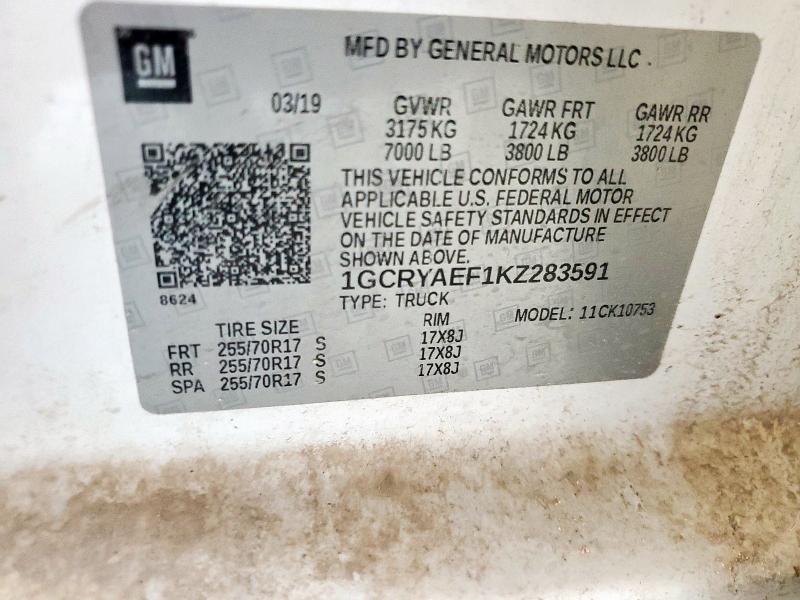 GM
MFD BY GENERAL MOTORS LLC
03/19 GVWR GAWR FRT GAWR RR
3175 KG 1724 KG 1724 KG
7000 LB 3800 LB 3800 LB
THIS VEHICLE CONFORMS TO ALL
APPLICABLE U.S. FEDERAL MOTOR
VEHICLE SAFETY STANDARDS IN EFFECT
ON THE DATE OF MANUFACTURE
SHOWN ABOVE.
1GCRYAEF1KZ283591
8624
TYPE: TRUCK MODEL: 11CK10753
TIRE SIZE RIM
FRT 255/70R17 S 17X8J
RR 255/70R17 S 17X8J
SPA 255/70R17 S 17X8J